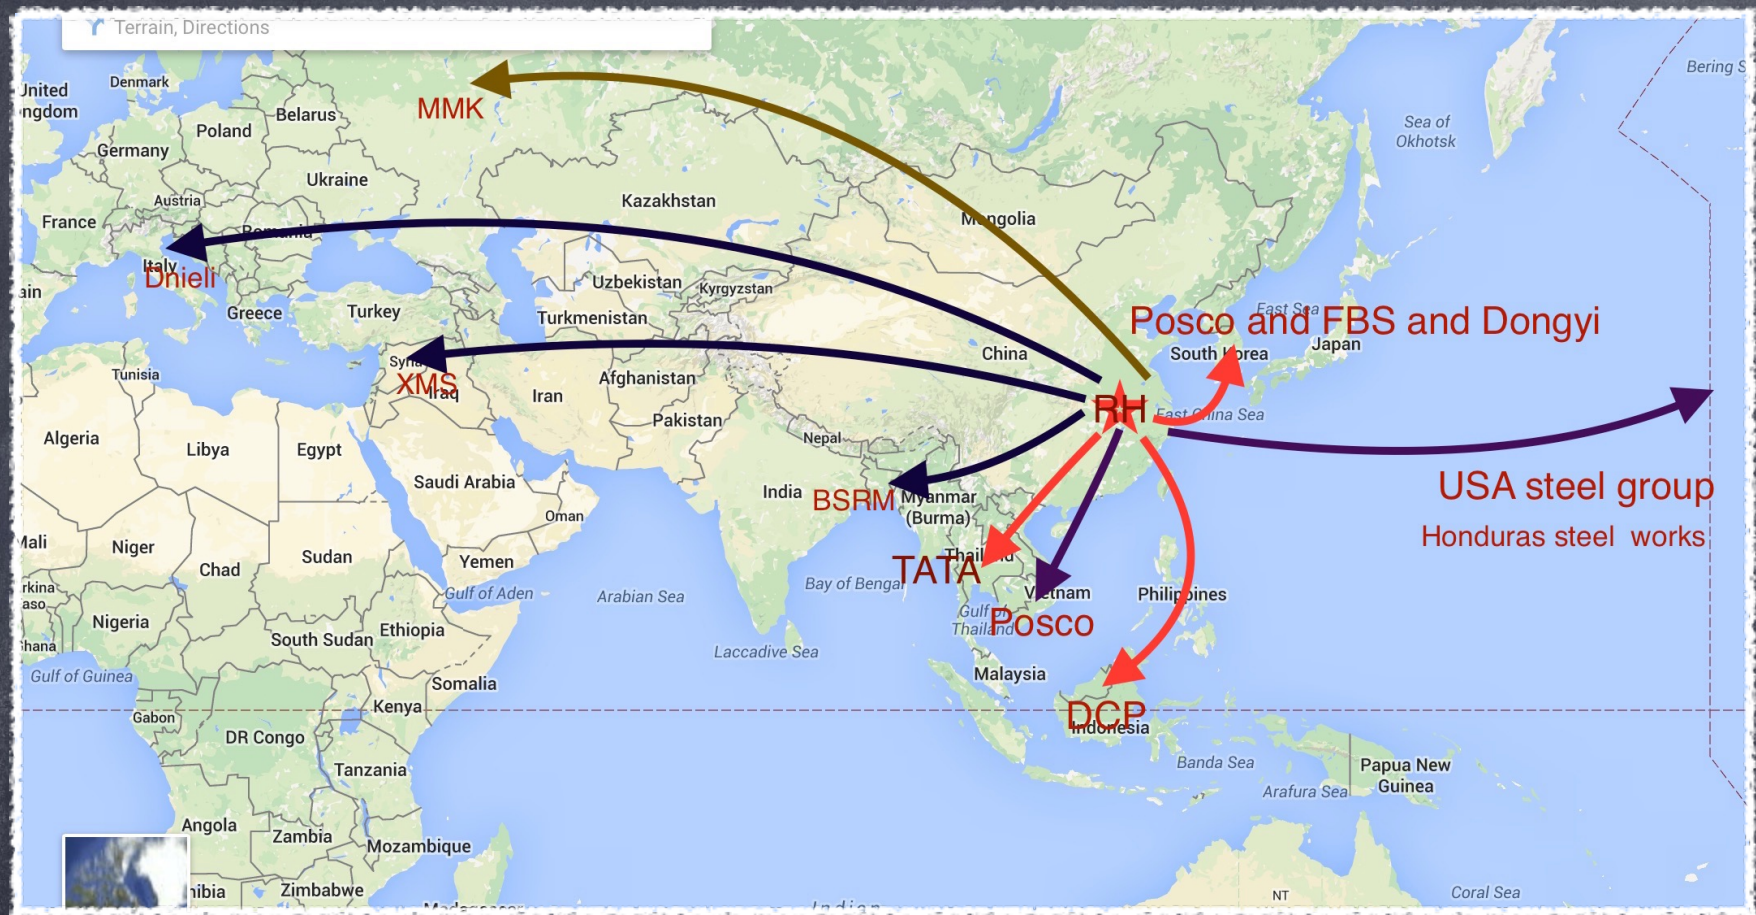 Terrain, Directions
Bering S
United
ngdom
Denmark
MMK
Belarus
Poland
Germany
Sea of
Okhotsk
Ukraine
Austria
Kazakhstan
France
Mongolia
Romania
Italy
Dnieli
ain
Uzbekistan
Kyrgyzstan
Greece
Turkey
Turkmenistan
East Sea
Posco and FBS and Dongyi
South Korea
Japan
China
Tunisia
Syria
XMS
Iraq
Iran
Afghanistan
RH
East China Sea
Pakistan
Algeria
Libya
Egypt
Nepal
Saudi Arabia
India
BSRM
Myanmar
(Burma)
USA steel group
Honduras steel works
Oman
Mali
Niger
Chad
Sudan
Yemen
Thailand
TATA
Bay of Bengal
Gulf of Aden
Arabian Sea
Vietnam
Philippines
rkina
aso
Nigeria
Gulf of
Thailand
Posco
South Sudan
Ethiopia
hana
Laccadive Sea
Gulf of Guinea
Malaysia
Somalia
Kenya
Gabon
DCP
Indonesia
DR Congo
Banda Sea
Papua New
Guinea
Tanzania
Arafura Sea
Angola
Zambia
Mozambique
nibia
Zimbabwe
Madagascar
Indian
NT
Coral Sea